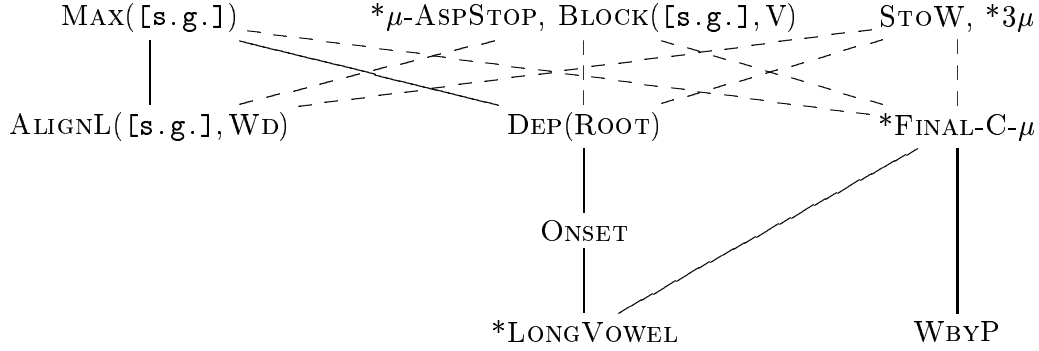 MAX([s.g.]) *μ-ASPSTOP, BLOCK([s.g.],V) STOW, *3μ
ALIGNL([s.g.],WD) DEP(ROOT) *FINAL-C-μ
ONSET
*LONGVOWEL WBYP